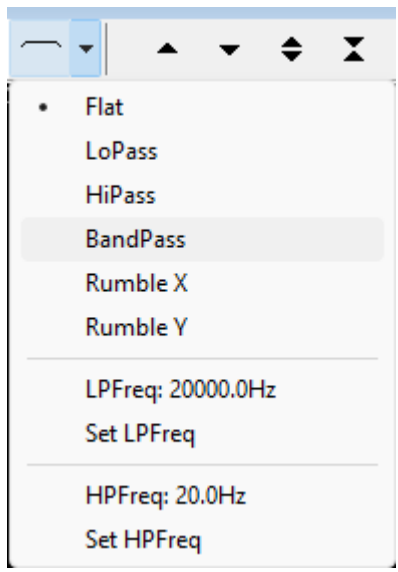 Flat
LoPass
HiPass
BandPass
Rumble X
Rumble Y
LPFreq: 20000.0Hz
Set LPFreq
HPFreq: 20.0Hz
Set HPFreq